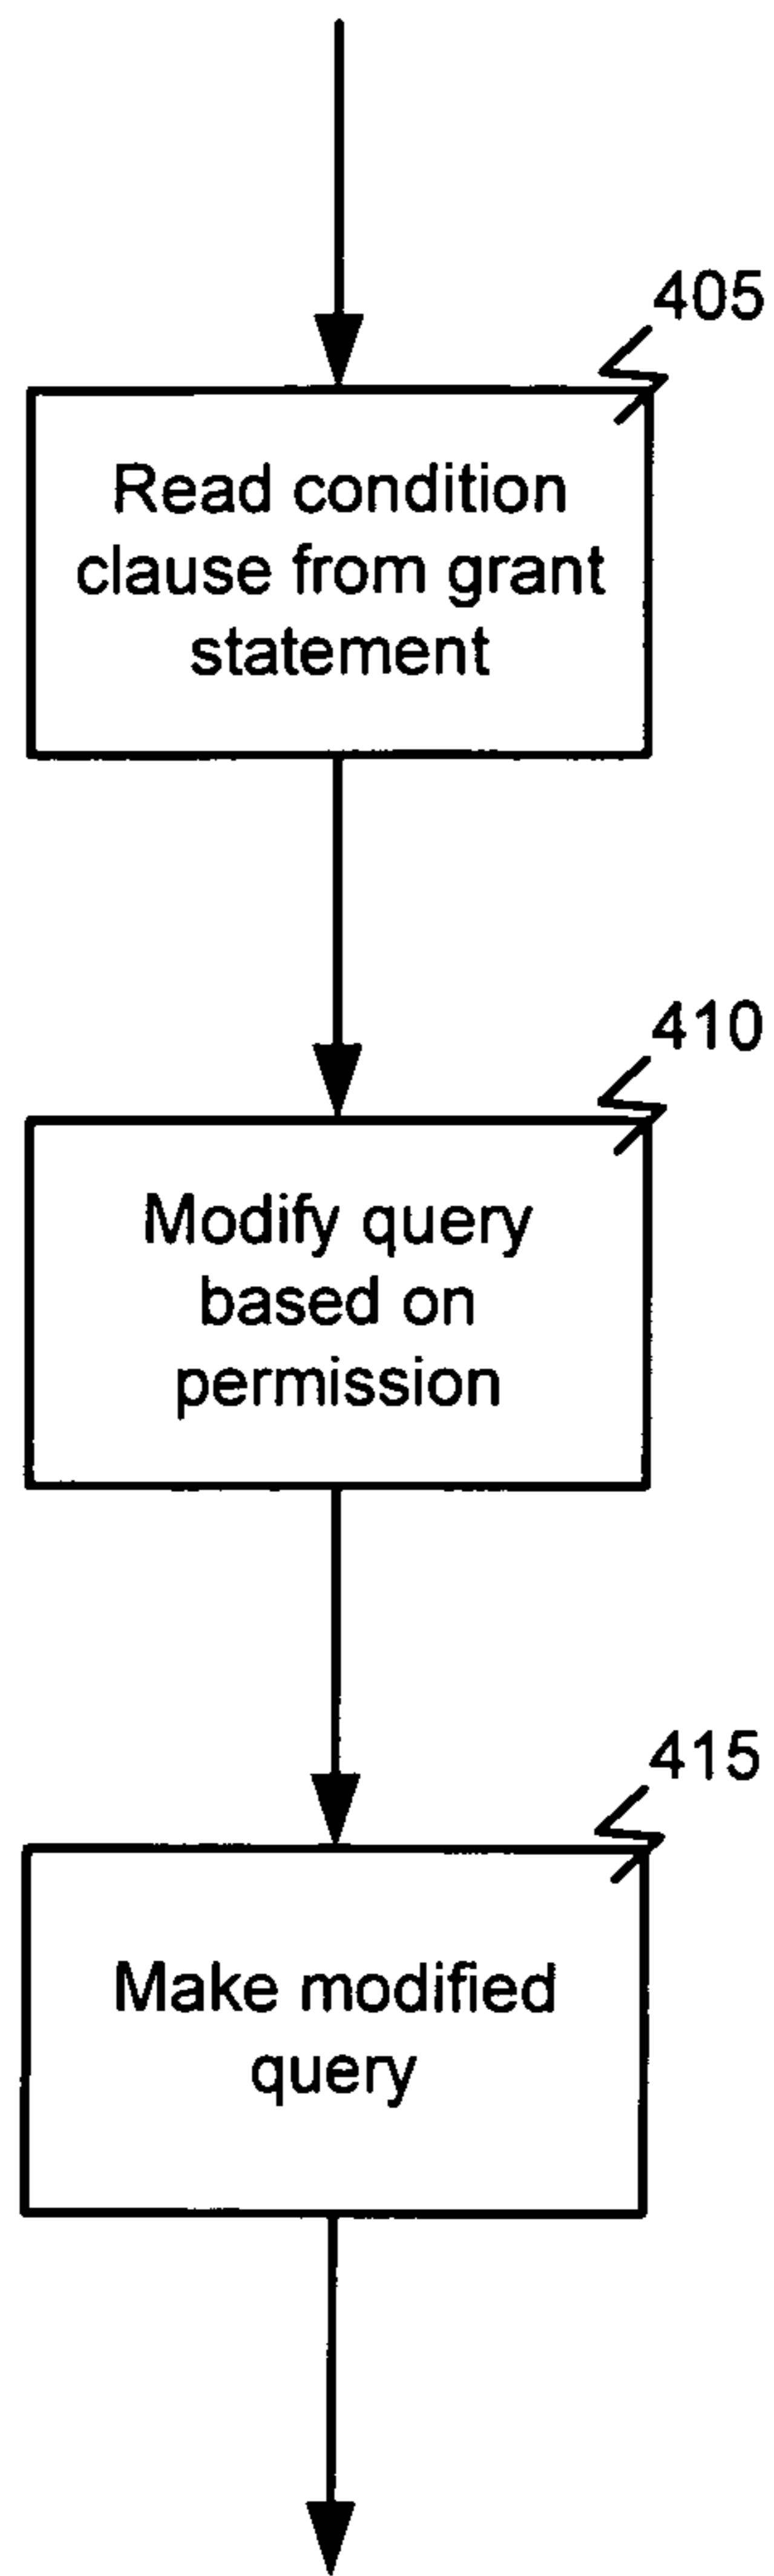 405
Read condition
clause from grant
statement
410
Modify query
based on
permission
415
Make modified
query